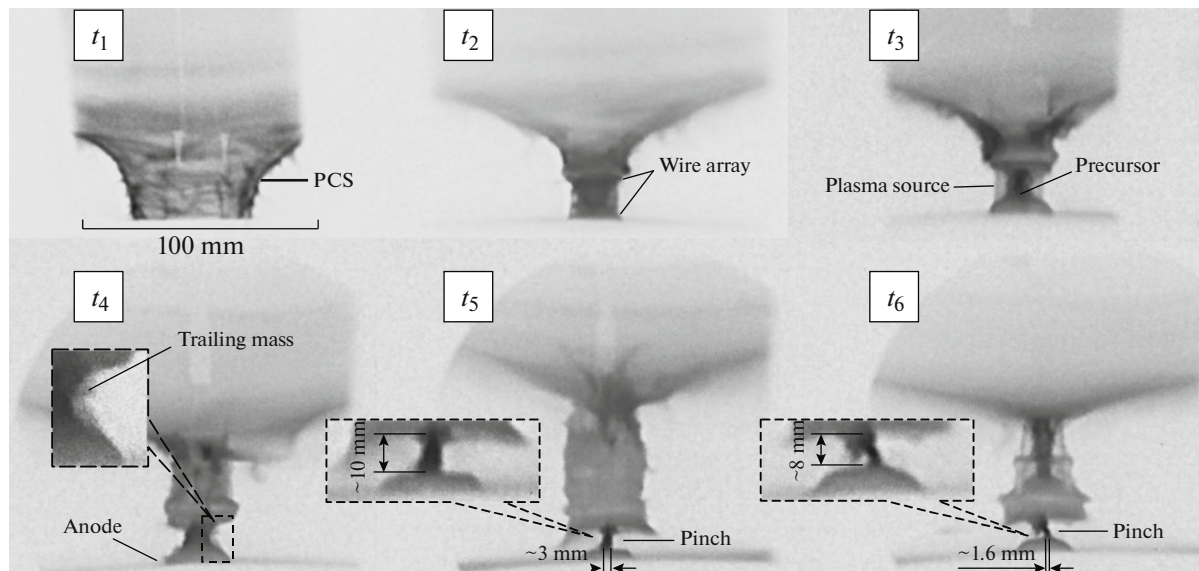 t1
t2
t3
PCS
Wire array
Plasma source
Precursor
100 mm
t4
t5
t6
Trailing mass
~10 mm
~8 mm
Anode
Pinch
Pinch
~3 mm
~1.6 mm